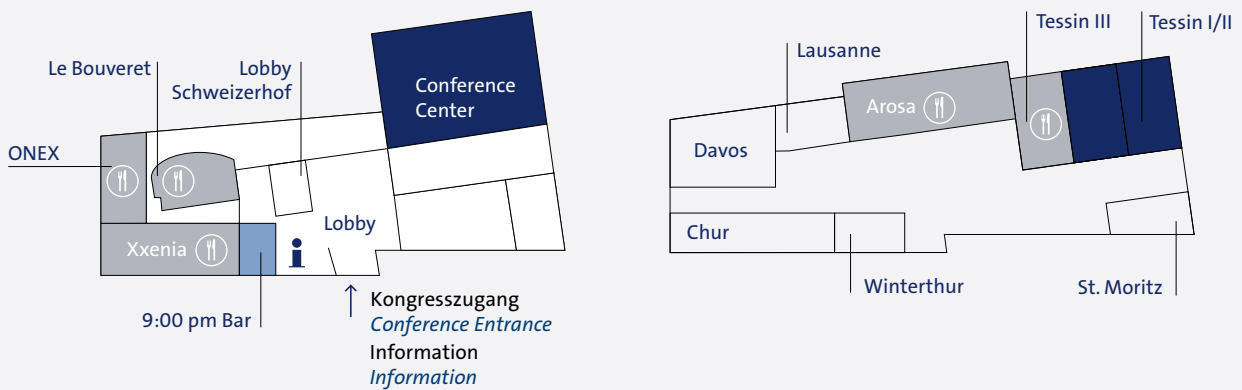 Le Bouveret
Lobby
Schweizerhof
Conference
Center
ONEX
Xxenia
Lobby
9:00 pm Bar
Kongresszugang
Conference Entrance
Information
Information
Lausanne
Tessin III
Tessin I/II
Arosa
Davos
Chur
Winterthur
St. Moritz